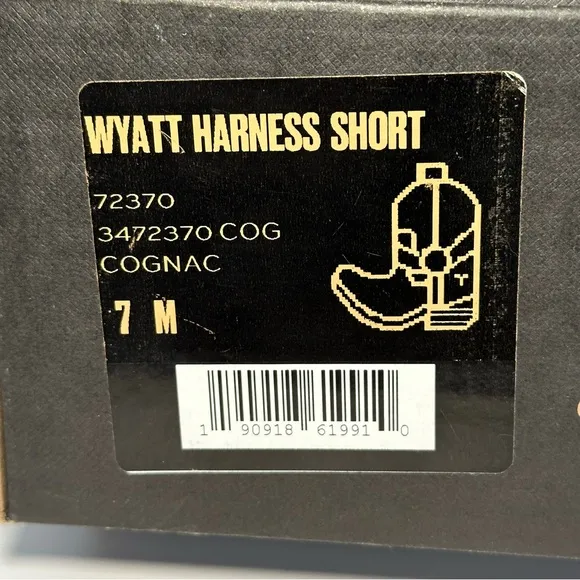 WYATT HARNESS SHORT
72370
3472370 COG
COGNAC
7 M
1 90918 61991 0